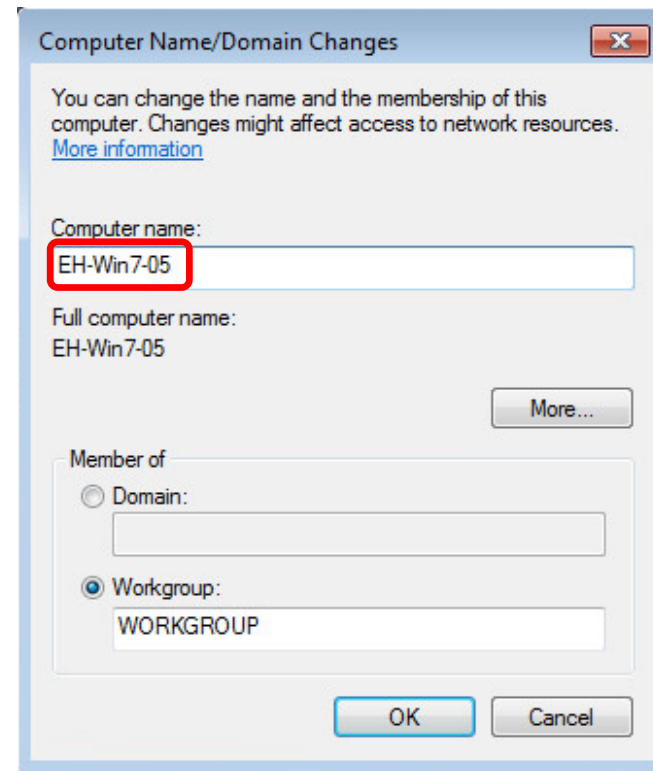 Computer Name/Domain Changes
You can change the name and the membership of this
computer. Changes might affect access to network resources.
More information
Computer name:
EH-Win7-05
Full computer name:
EH-Win7-05
More...
Member of
Domain:
Workgroup:
WORKGROUP
OK
Cancel